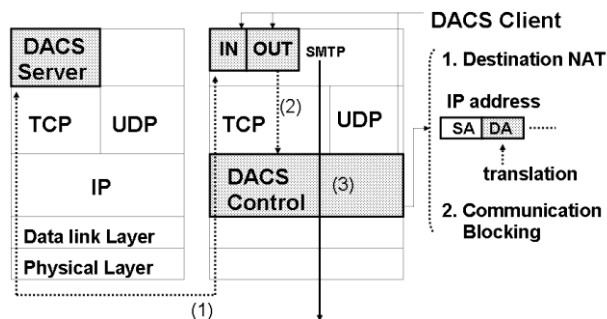 DACS
Server
TCP
UDP
IP
Data link Layer
Physical Layer
(1)
IN
OUT
SMTP
(2)
TCP
UDP
DACS
Control
(3)
DACS Client
1. Destination NAT
IP address
SA
DA
translation
2. Communication
Blocking